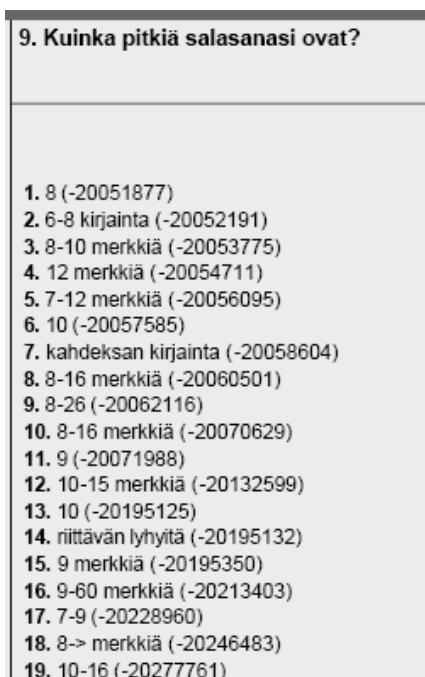 9. Kuinka pitkiä salasanasi ovat?
1. 8 (-20051877)
2. 6-8 kirjainta (-20052191)
3. 8-10 merkkiä (-20053775)
4. 12 merkkiä (-20054711)
5. 7-12 merkkiä (-20056095)
6. 10 (-20057585)
7. kahdeksan kirjainta (-20058604)
8. 8-16 merkkiä (-20060501)
9. 8-26 (-20062116)
10. 8-16 merkkiä (-20070629)
11. 9 (-20071988)
12. 10-15 merkkiä (-20132599)
13. 10 (-20195125)
14. riittävän lyhyitä (-20195132)
15. 9 merkkiä (-20195350)
16. 9-60 merkkiä (-20213403)
17. 7-9 (-20228960)
18. 8-> merkkiä (-20246483)
19. 10-16 (-20277761)